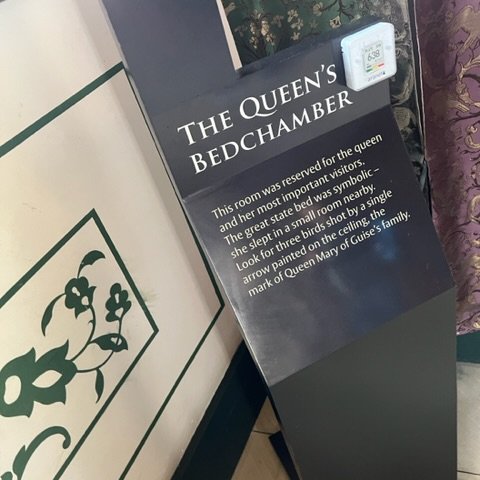 THE QUEEN'S
BEDCHAMBER
This room was reserved for the queen
and her most important visitors.
The great state bed was symbolic –
she slept in a small room nearby.
Look for three birds shot by a single
arrow painted on the ceiling, the
mark of Queen Mary of Guise's family.
638
aranet4